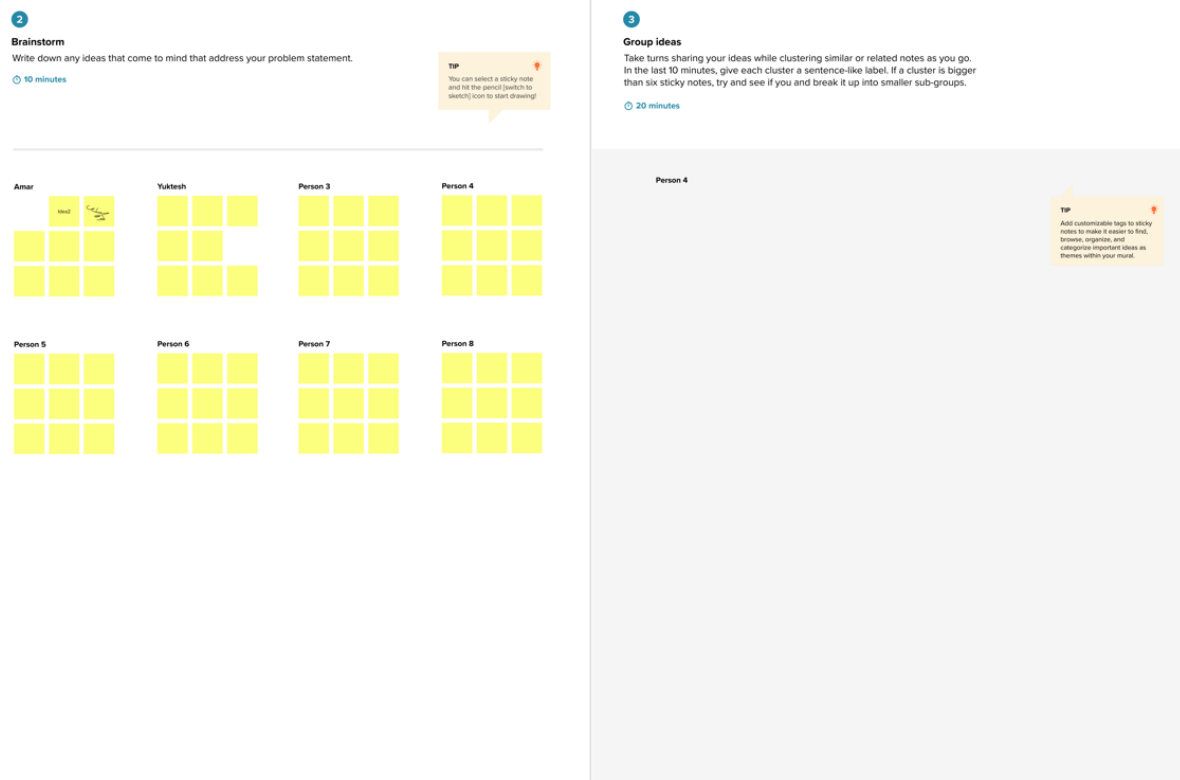 2
Brainstorm
Write down any ideas that come to mind that address your problem statement.
10 minutes
TIP
You can select a sticky note
and hit the pencil [switch to
sketch] icon to start drawing!
Amar
Yuktesh
Person 3
Person 4
Idea2
Person 5
Person 6
Person 7
Person 8
3
Group ideas
Take turns sharing your ideas while clustering similar or related notes as you go.
In the last 10 minutes, give each cluster a sentence-like label. If a cluster is bigger
than six sticky notes, try and see if you and break it up into smaller sub-groups.
20 minutes
Person 4
TIP
Add customizable tags to sticky
notes to make it easier to find,
browse, organize, and
categorize important ideas as
themes within your mural.